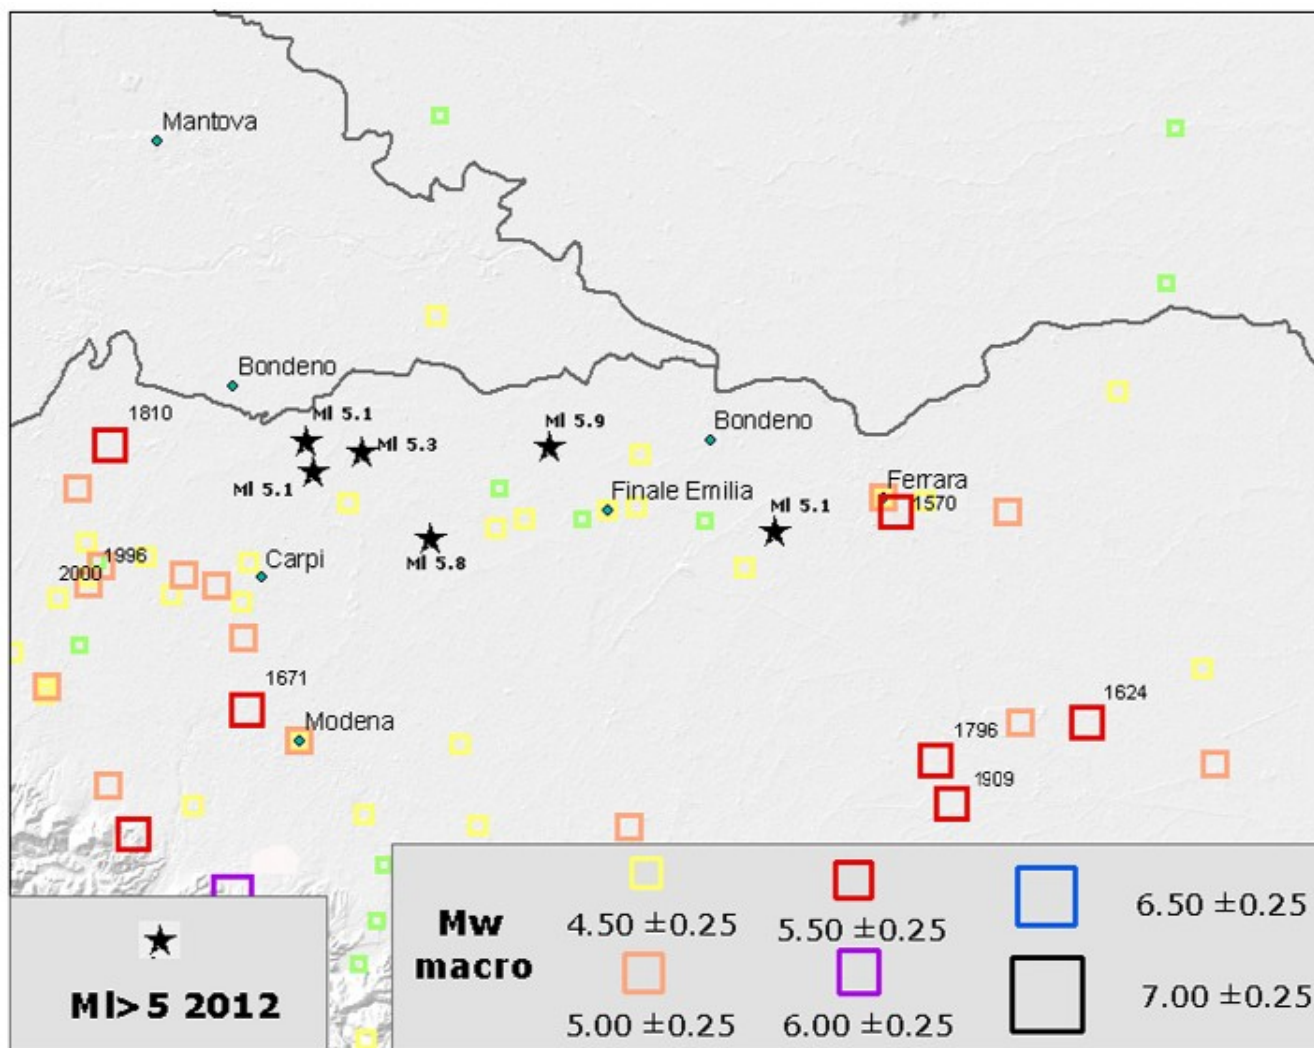 Mantova
Bondeno
1810
Ml 5.1
Ml 5.3
Ml 5.9
Bondeno
Ml 5.1
Finale Emilia
Ferrara
1570
Ml 5.1
Ml 5.8
1996
2000
Carpi
1671
Modena
1624
1796
1909
Mw
macro
4.50 ±0.25
5.50 ±0.25
6.50 ±0.25
5.00 ±0.25
6.00 ±0.25
7.00 ±0.25
Ml>5 2012